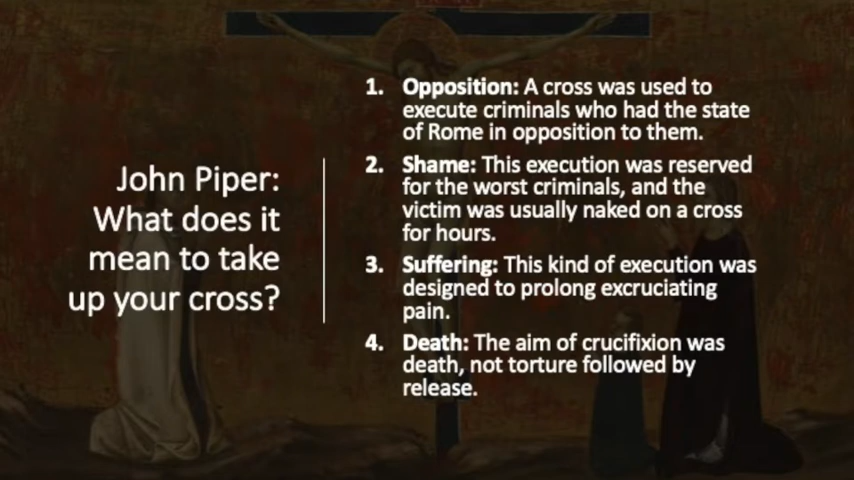 John Piper:
What does it
mean to take
up your cross?
1. Opposition: A cross was used to
execute criminals who had the state
of Rome in opposition to them.
2. Shame: This execution was reserved
for the worst criminals, and the
victim was usually naked on a cross
for hours.
3. Suffering: This kind of execution was
designed to prolong excruciating
pain.
4. Death: The aim of crucifixion was
death, not torture followed by
release.